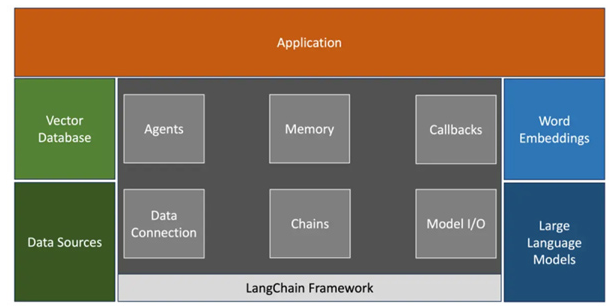 Application
Vector
Database
Agents
Memory
Callbacks
Word
Embeddings
Data Sources
Data
Connection
Chains
Model I/O
Large
Language
Models
LangChain Framework